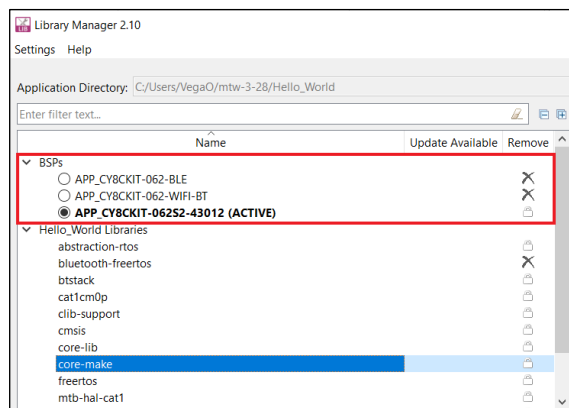 LIB Library Manager 2.10
Settings Help
Application Directory: C:/Users/VegaO/mtw-3-28/Hello_World
Enter filter text...
Name Update Available Remove
BSPs
APP_CY8CKIT-062-BLE
APP_CY8CKIT-062-WIFI-BT
APP_CY8CKIT-062S2-43012 (ACTIVE)
Hello_World Libraries
abstraction-rtos
bluetooth-freertos
btstack
cat1cm0p
clib-support
cmsis
core-lib
core-make
freertos
mtb-hal-cat1